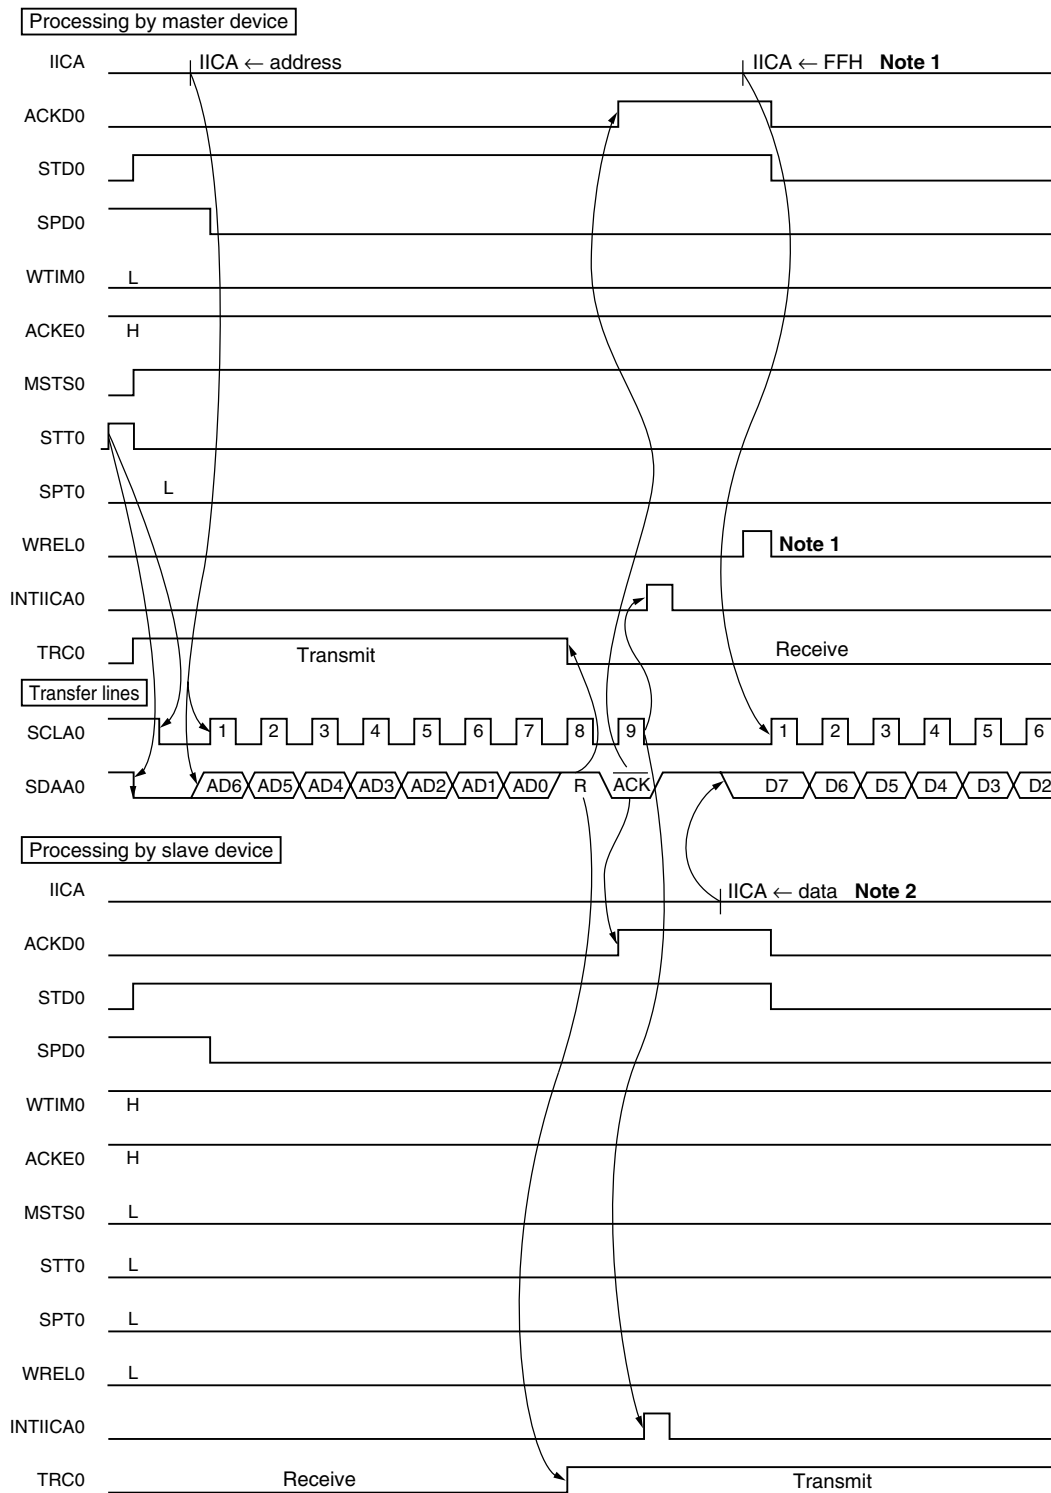 Processing by master device
IICA IICA ← address IICA ← FFH Note 1
ACKD0
STD0
SPD0
WTIM0 L
ACKE0 H
MSTS0
STT0
SPT0 L
WREL0 Note 1
INTIICA0
TRC0 Transmit Receive
Transfer lines
SCLA0 1 2 3 4 5 6 7 8 9 1 2 3 4 5 6
SDAA0 AD6 AD5 AD4 AD3 AD2 AD1 AD0 R ACK D7 D6 D5 D4 D3 D2
Processing by slave device
IICA IICA ← data Note 2
ACKD0
STD0
SPD0
WTIM0 H
ACKE0 H
MSTS0 L
STT0 L
SPT0 L
WREL0 L
INTIICA0
TRC0 Receive Transmit